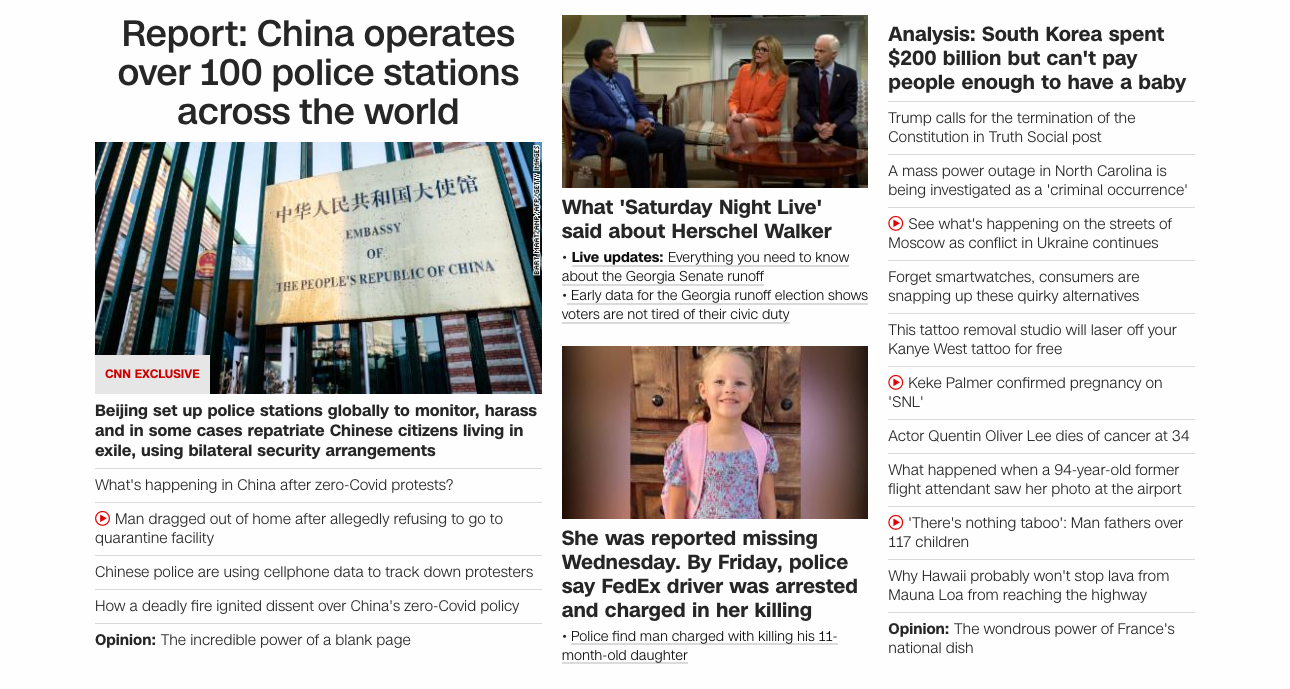 Report: China operates
over 100 police stations
across the world
中华人民共和国大使馆
EMBASSY
OF
THE PEOPLE'S REPUBLIC OF CHINA
BART MAAT/ANP/AFP/GETTY IMAGES
CNN EXCLUSIVE
Beijing set up police stations globally to monitor, harass
and in some cases repatriate Chinese citizens living in
exile, using bilateral security arrangements
What's happening in China after zero-Covid protests?
Man dragged out of home after allegedly refusing to go to
quarantine facility
Chinese police are using cellphone data to track down protesters
How a deadly fire ignited dissent over China's zero-Covid policy
Opinion: The incredible power of a blank page
What 'Saturday Night Live'
said about Herschel Walker
• Live updates: Everything you need to know
about the Georgia Senate runoff
• Early data for the Georgia runoff election shows
voters are not tired of their civic duty
She was reported missing
Wednesday. By Friday, police
say FedEx driver was arrested
and charged in her killing
• Police find man charged with killing his 11-
month-old daughter
Analysis: South Korea spent
$200 billion but can't pay
people enough to have a baby
Trump calls for the termination of the
Constitution in Truth Social post
A mass power outage in North Carolina is
being investigated as a 'criminal occurrence'
See what's happening on the streets of
Moscow as conflict in Ukraine continues
Forget smartwatches, consumers are
snapping up these quirky alternatives
This tattoo removal studio will laser off your
Kanye West tattoo for free
Keke Palmer confirmed pregnancy on
'SNL'
Actor Quentin Oliver Lee dies of cancer at 34
What happened when a 94-year-old former
flight attendant saw her photo at the airport
'There's nothing taboo': Man fathers over
117 children
Why Hawaii probably won't stop lava from
Mauna Loa from reaching the highway
Opinion: The wondrous power of France's
national dish